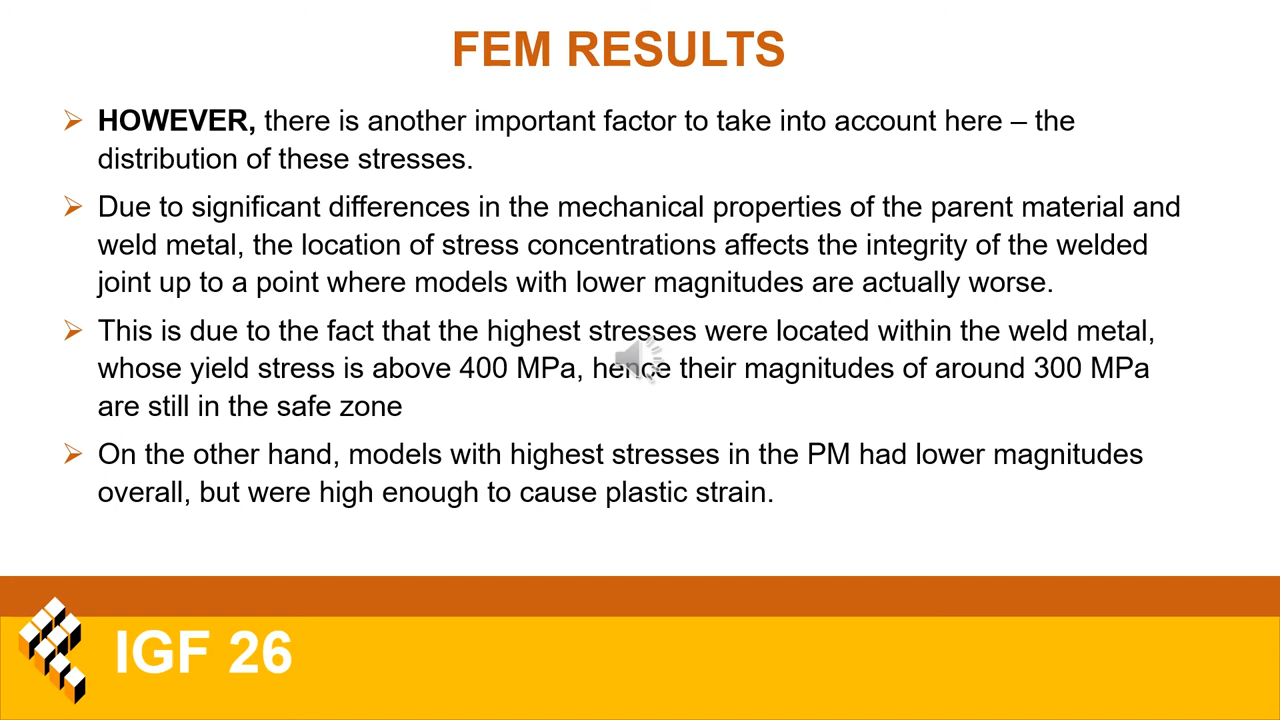 FEM RESULTS
HOWEVER, there is another important factor to take into account here – the
distribution of these stresses.
Due to significant differences in the mechanical properties of the parent material and
weld metal, the location of stress concentrations affects the integrity of the welded
joint up to a point where models with lower magnitudes are actually worse.
This is due to the fact that the highest stresses were located within the weld metal,
whose yield stress is above 400 MPa, hence their magnitudes of around 300 MPa
are still in the safe zone
On the other hand, models with highest stresses in the PM had lower magnitudes
overall, but were high enough to cause plastic strain.
IGF 26